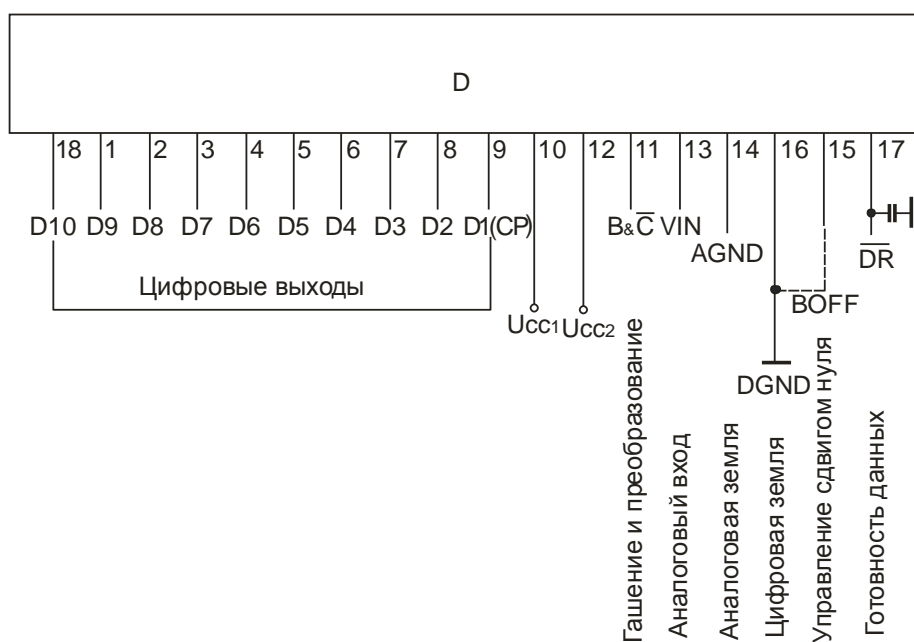 D
18 1 2 3 4 5 6 7 8 9 10 12 11 13 14 16 15 17
D10 D9 D8 D7 D6 D5 D4 D3 D2 D1(CP) B&C̅ VIN
AGND
D̅R̅
Цифровые выходы
BOFF
Ucc1 Ucc2
DGND
Гашение и преобразование
Аналоговый вход
Аналоговая земля
Цифровая земля
Управление сдвигом нуля
Готовность данных